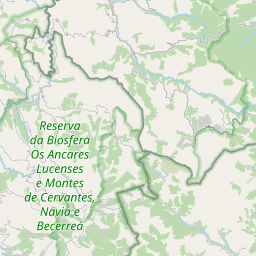 Reserva
da Biosfera
Os Ancares
Lucenses
e Montes
de Cervantes,
Navia e
Becerreá